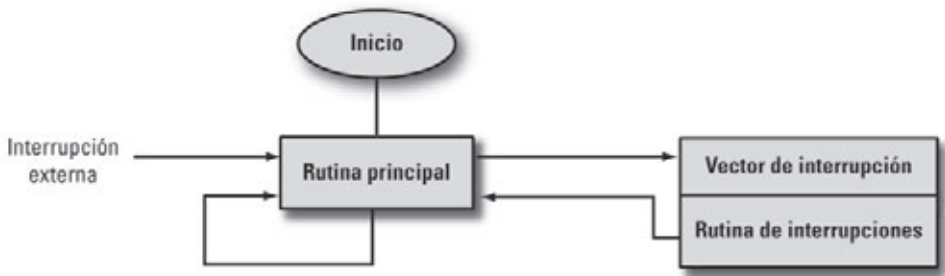 Inicio
Interrupción
externa
Rutina principal
Vector de interrupción
Rutina de interrupciones